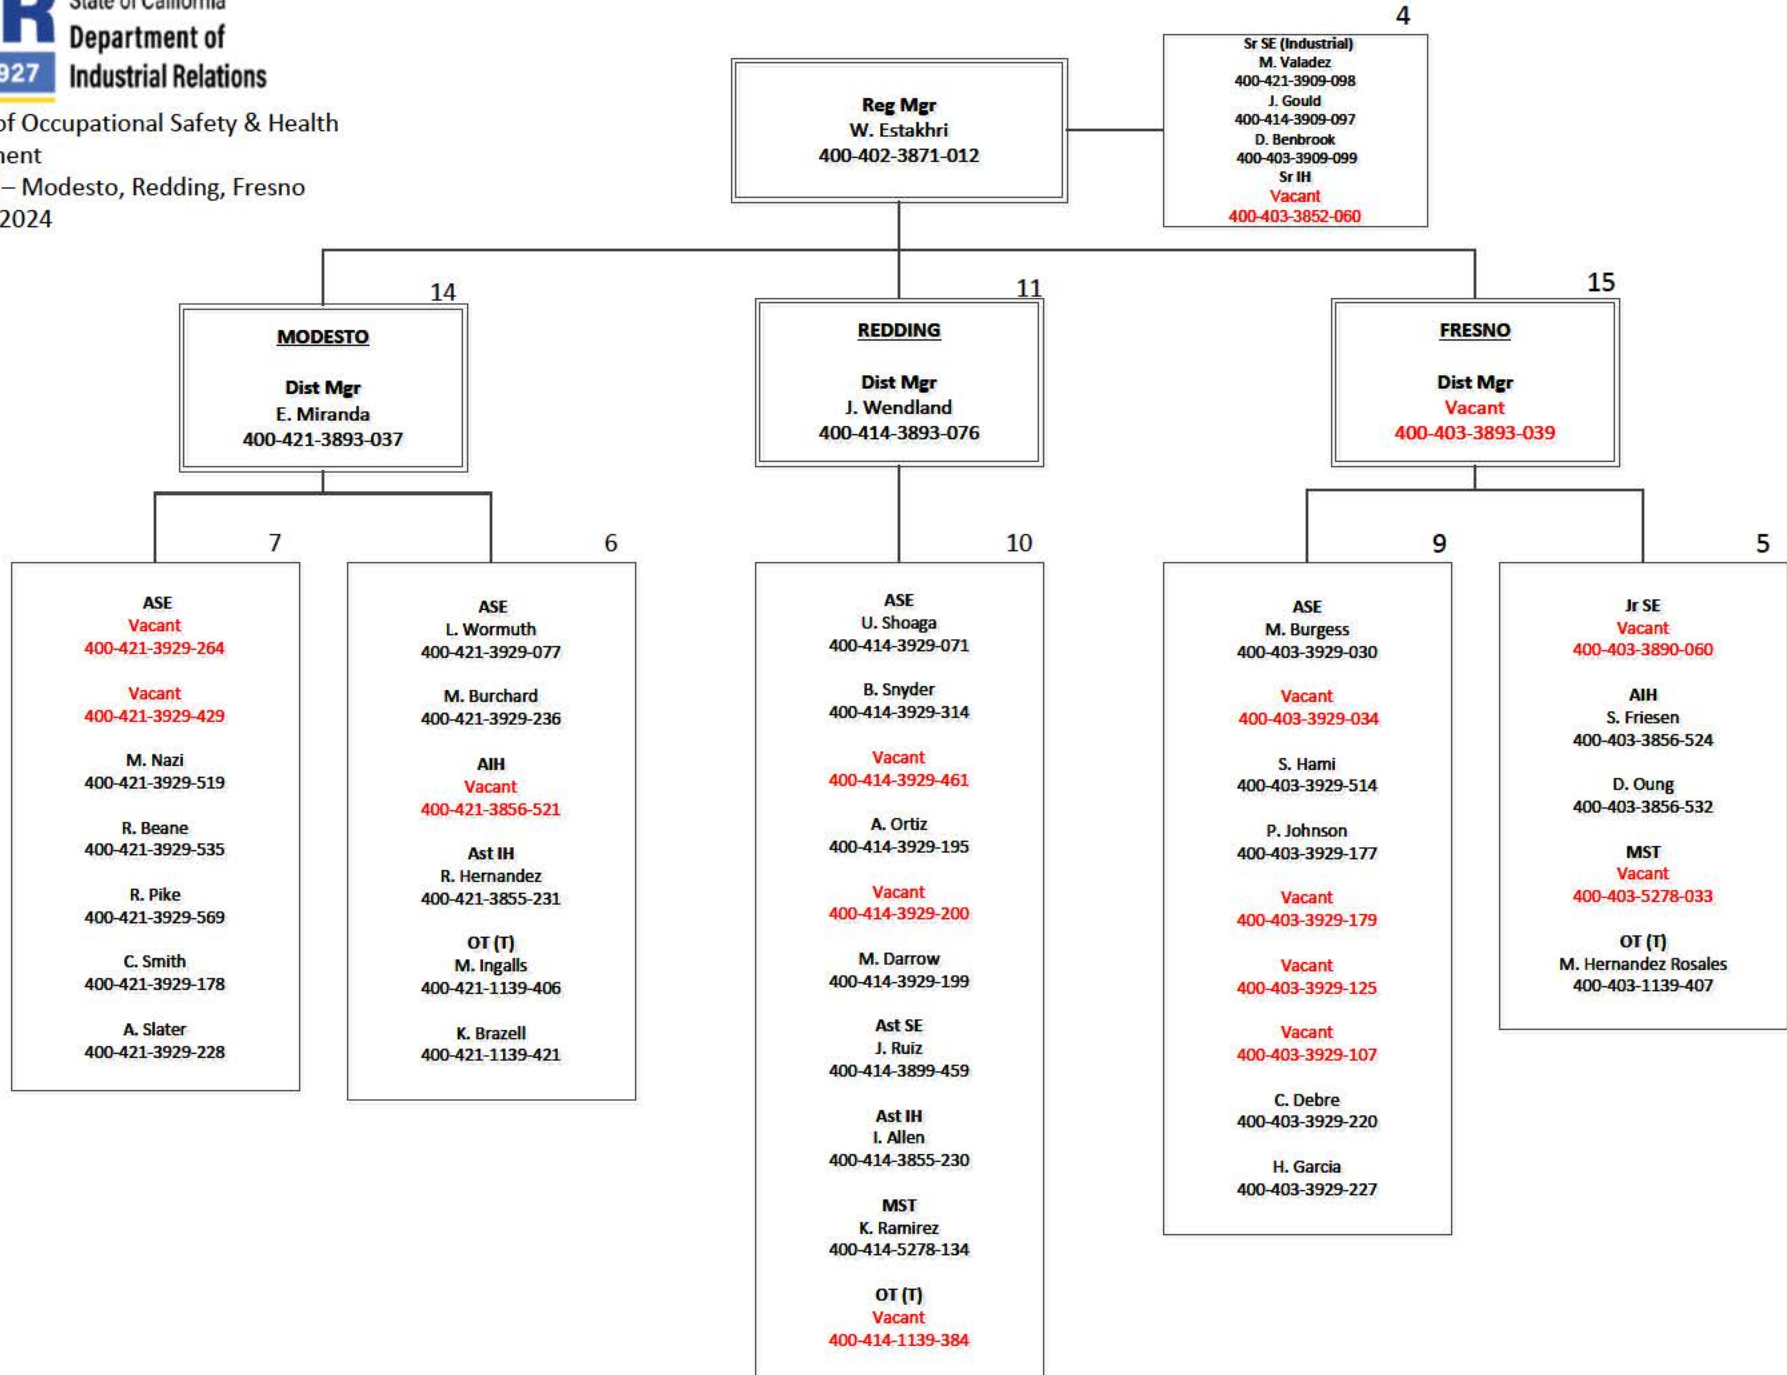 State of California
Department of
Industrial Relations
R
927
of Occupational Safety & Health
ment
– Modesto, Redding, Fresno
2024
4
Sr SE (Industrial)
M. Valadez
400-421-3909-098
J. Gould
400-414-3909-097
D. Benbrook
400-403-3909-099
Sr IH
Vacant
400-403-3852-060
Reg Mgr
W. Estakhri
400-402-3871-012
14
MODESTO
Dist Mgr
E. Miranda
400-421-3893-037
11
REDDING
Dist Mgr
J. Wendland
400-414-3893-076
15
FRESNO
Dist Mgr
Vacant
400-403-3893-039
7
ASE
Vacant
400-421-3929-264
Vacant
400-421-3929-429
M. Nazi
400-421-3929-519
R. Beane
400-421-3929-535
R. Pike
400-421-3929-569
C. Smith
400-421-3929-178
A. Slater
400-421-3929-228
6
ASE
L. Wormuth
400-421-3929-077
M. Burchard
400-421-3929-236
AIH
Vacant
400-421-3856-521
Ast IH
R. Hernandez
400-421-3855-231
OT (T)
M. Ingalls
400-421-1139-406
K. Brazell
400-421-1139-421
10
ASE
U. Shoaga
400-414-3929-071
B. Snyder
400-414-3929-314
Vacant
400-414-3929-461
A. Ortiz
400-414-3929-195
Vacant
400-414-3929-200
M. Darrow
400-414-3929-199
Ast SE
J. Ruiz
400-414-3899-459
Ast IH
I. Allen
400-414-3855-230
MST
K. Ramirez
400-414-5278-134
OT (T)
Vacant
400-414-1139-384
9
ASE
M. Burgess
400-403-3929-030
Vacant
400-403-3929-034
S. Hami
400-403-3929-514
P. Johnson
400-403-3929-177
Vacant
400-403-3929-179
Vacant
400-403-3929-125
Vacant
400-403-3929-107
C. Debre
400-403-3929-220
H. Garcia
400-403-3929-227
5
Jr SE
Vacant
400-403-3890-060
AIH
S. Friesen
400-403-3856-524
D. Oung
400-403-3856-532
MST
Vacant
400-403-5278-033
OT (T)
M. Hernandez Rosales
400-403-1139-407